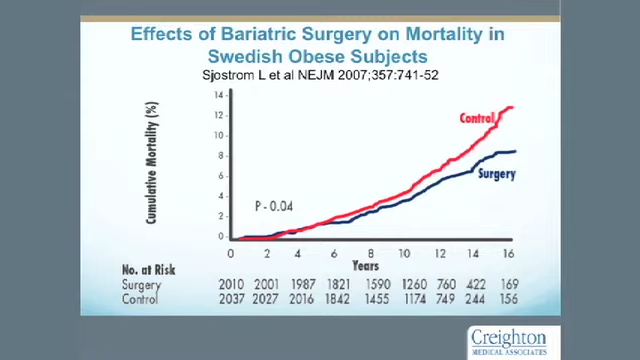 Effects of Bariatric Surgery on Mortality in
Swedish Obese Subjects
Sjostrom L et al NEJM 2007;357:741-52
Cumulative Mortality (%)
14
12
10
8
6
4
2
0
Control
Surgery
P - 0.04
0 2 4 6 8 10 12 14 16
Years
No. at Risk
Surgery 2010 2001 1987 1821 1590 1260 760 422 169
Control 2037 2027 2016 1842 1455 1174 749 244 156
Creighton
MEDICAL ASSOCIATES